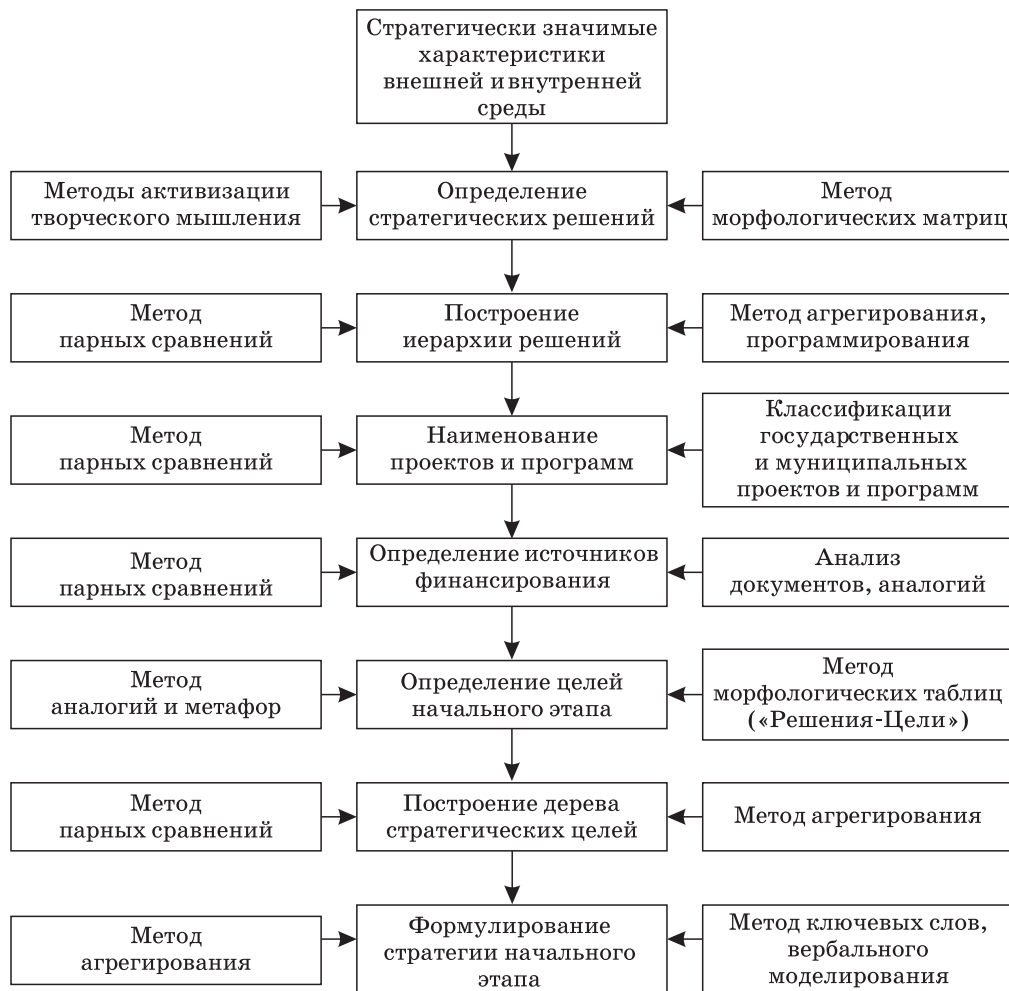 Стратегически значимые
характеристики
внешней и внутренней
среды
Методы активизации
творческого мышления
Определение
стратегических решений
Метод
морфологических матриц
Метод
парных сравнений
Построение
иерархии решений
Метод агрегирования,
программирования
Метод
парных сравнений
Наименование
проектов и программ
Классификации
государственных
и муниципальных
проектов и программ
Метод
парных сравнений
Определение источников
финансирования
Анализ
документов, аналогий
Метод
аналогий и метафор
Определение целей
начального этапа
Метод
морфологических таблиц
(«Решения-Цели»)
Метод
парных сравнений
Построение дерева
стратегических целей
Метод агрегирования
Метод
агрегирования
Формулирование
стратегии начального
этапа
Метод ключевых слов,
вербального
моделирования